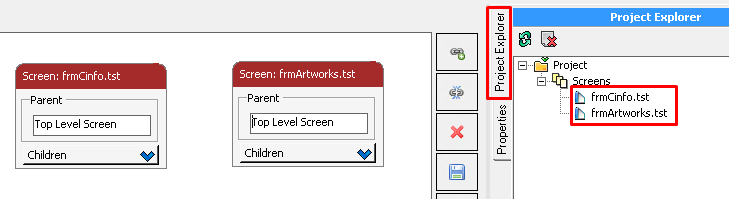 Screen: frmCinfo.tst
Parent
Top Level Screen
Children
Screen: frmArtworks.tst
Parent
Top Level Screen
Children
Project Explorer
Properties
Project Explorer
Project
Screens
frmCinfo.tst
frmArtworks.tst